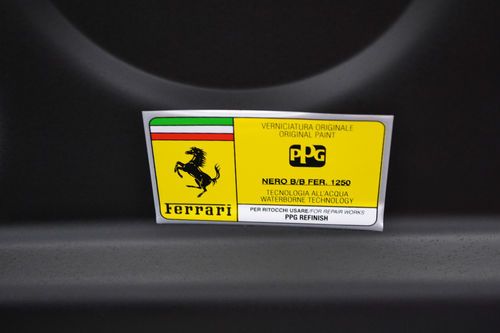 VERNICIATURA ORIGINALE
ORIGINAL PAINT
PPG
NERO B/B FER. 1250
TECNOLOGIA ALL'ACQUA
WATERBORNE TECHNOLOGY
Ferrari
PER RITOCCHI USARE/FOR REPAIR WORKS
PPG REFINISH